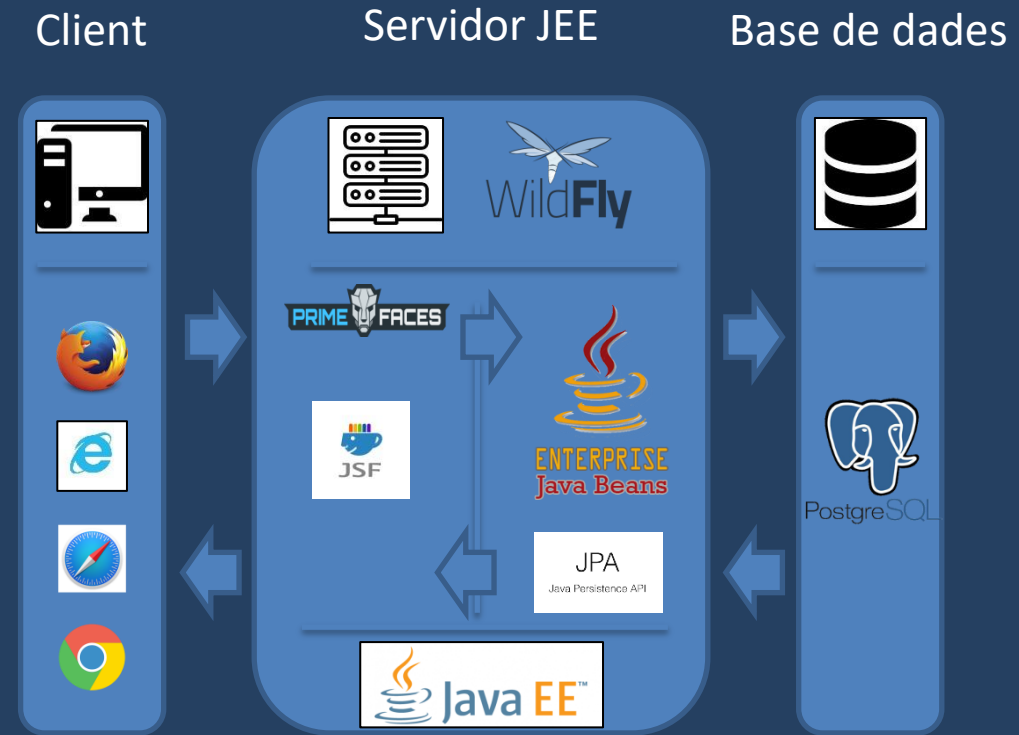 Client
Servidor JEE
Base de dades
WildFly
PRIME FACES
JSF
ENTERPRISE
Java Beans
JPA
Java Persistence API
Java EE™
PostgreSQL